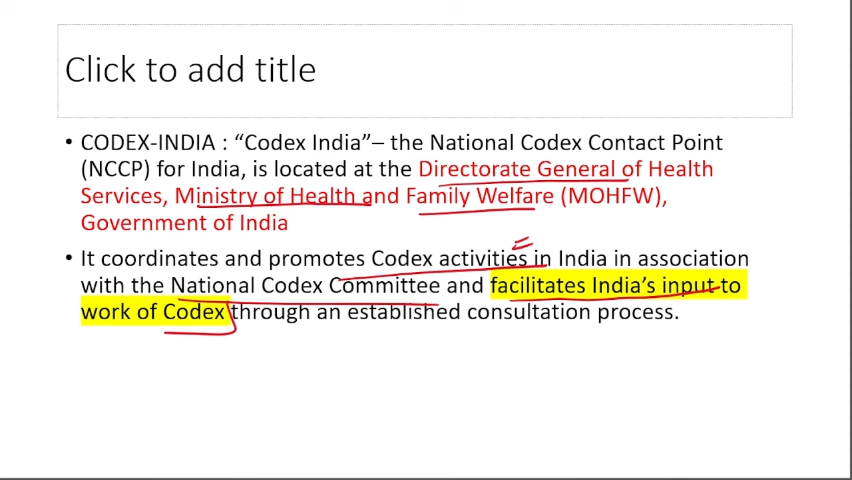 Click to add title
• CODEX-INDIA : “Codex India”– the National Codex Contact Point
(NCCP) for India, is located at the Directorate General of Health
Services, Ministry of Health and Family Welfare (MOHFW),
Government of India
• It coordinates and promotes Codex activities in India in association
with the National Codex Committee and facilitates India’s input to
work of Codex through an established consultation process.